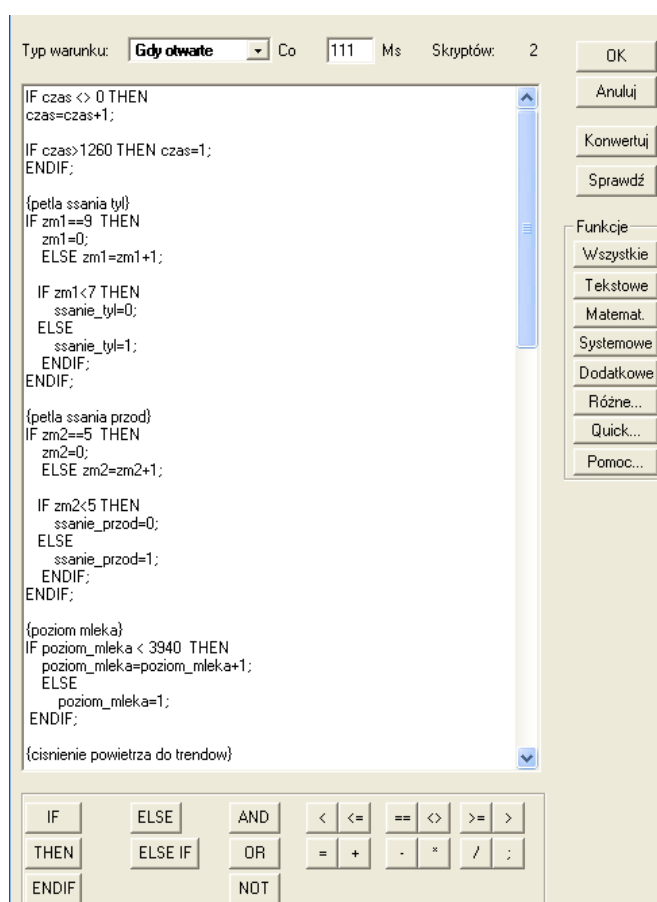 Typ warunku: Gdy otwarte Co 111 Ms Skryptów: 2
OK
Anuluj
Konwertuj
Sprawdź
Funkcje
Wszystkie
Tekstowe
Matemat.
Systemowe
Dodatkowe
Różne...
Quick...
Pomoc...
IF czas <> 0 THEN
czas=czas+1;
IF czas>1260 THEN czas=1;
ENDIF;
{petla ssania tyl}
IF zm1==9 THEN
zm1=0;
ELSE zm1=zm1+1;
IF zm1<7 THEN
ssanie_tyl=0;
ELSE
ssanie_tyl=1;
ENDIF;
ENDIF;
{petla ssania przod}
IF zm2==5 THEN
zm2=0;
ELSE zm2=zm2+1;
IF zm2<5 THEN
ssanie_przod=0;
ELSE
ssanie_przod=1;
ENDIF;
ENDIF;
{poziom mleka}
IF poziom_mleka < 3940 THEN
poziom_mleka=poziom_mleka+1;
ELSE
poziom_mleka=1;
ENDIF;
{cisnienie powietrza do trendow}
IF ELSE AND < <= == <> >= >
THEN ELSE IF OR = + - * / ;
ENDIF NOT